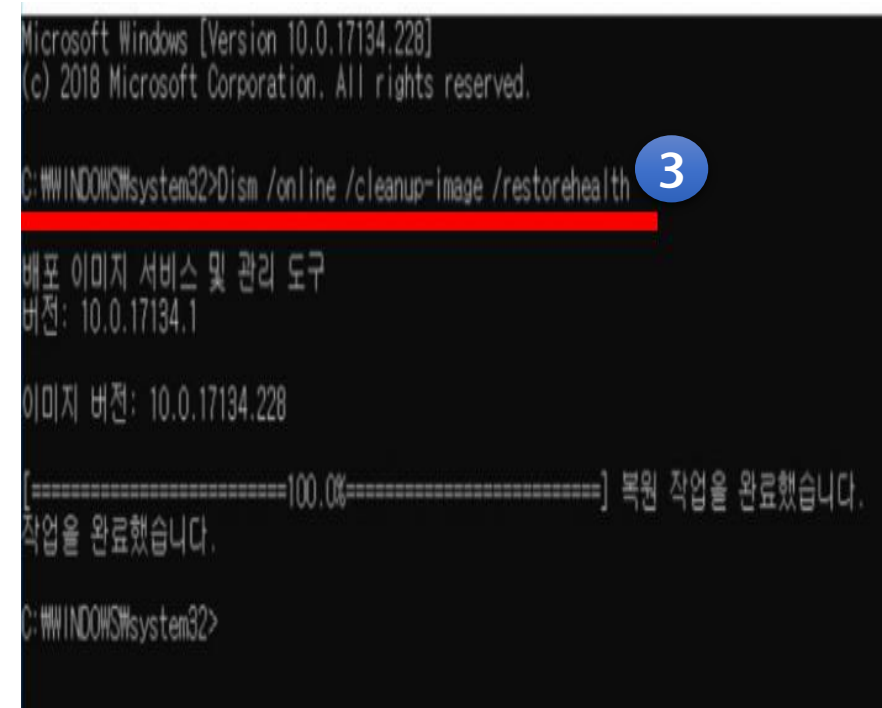 Microsoft Windows [Version 10.0.17134.228]
(c) 2018 Microsoft Corporation. All rights reserved.
C:₩WINDOWS₩system32>Dism /online /cleanup-image /restorehealth
3
배포 이미지 서비스 및 관리 도구
버전: 10.0.17134.1
이미지 버전: 10.0.17134.228
[==========================100.0%==========================] 복원 작업을 완료했습니다.
작업을 완료했습니다.
C:₩WINDOWS₩system32>